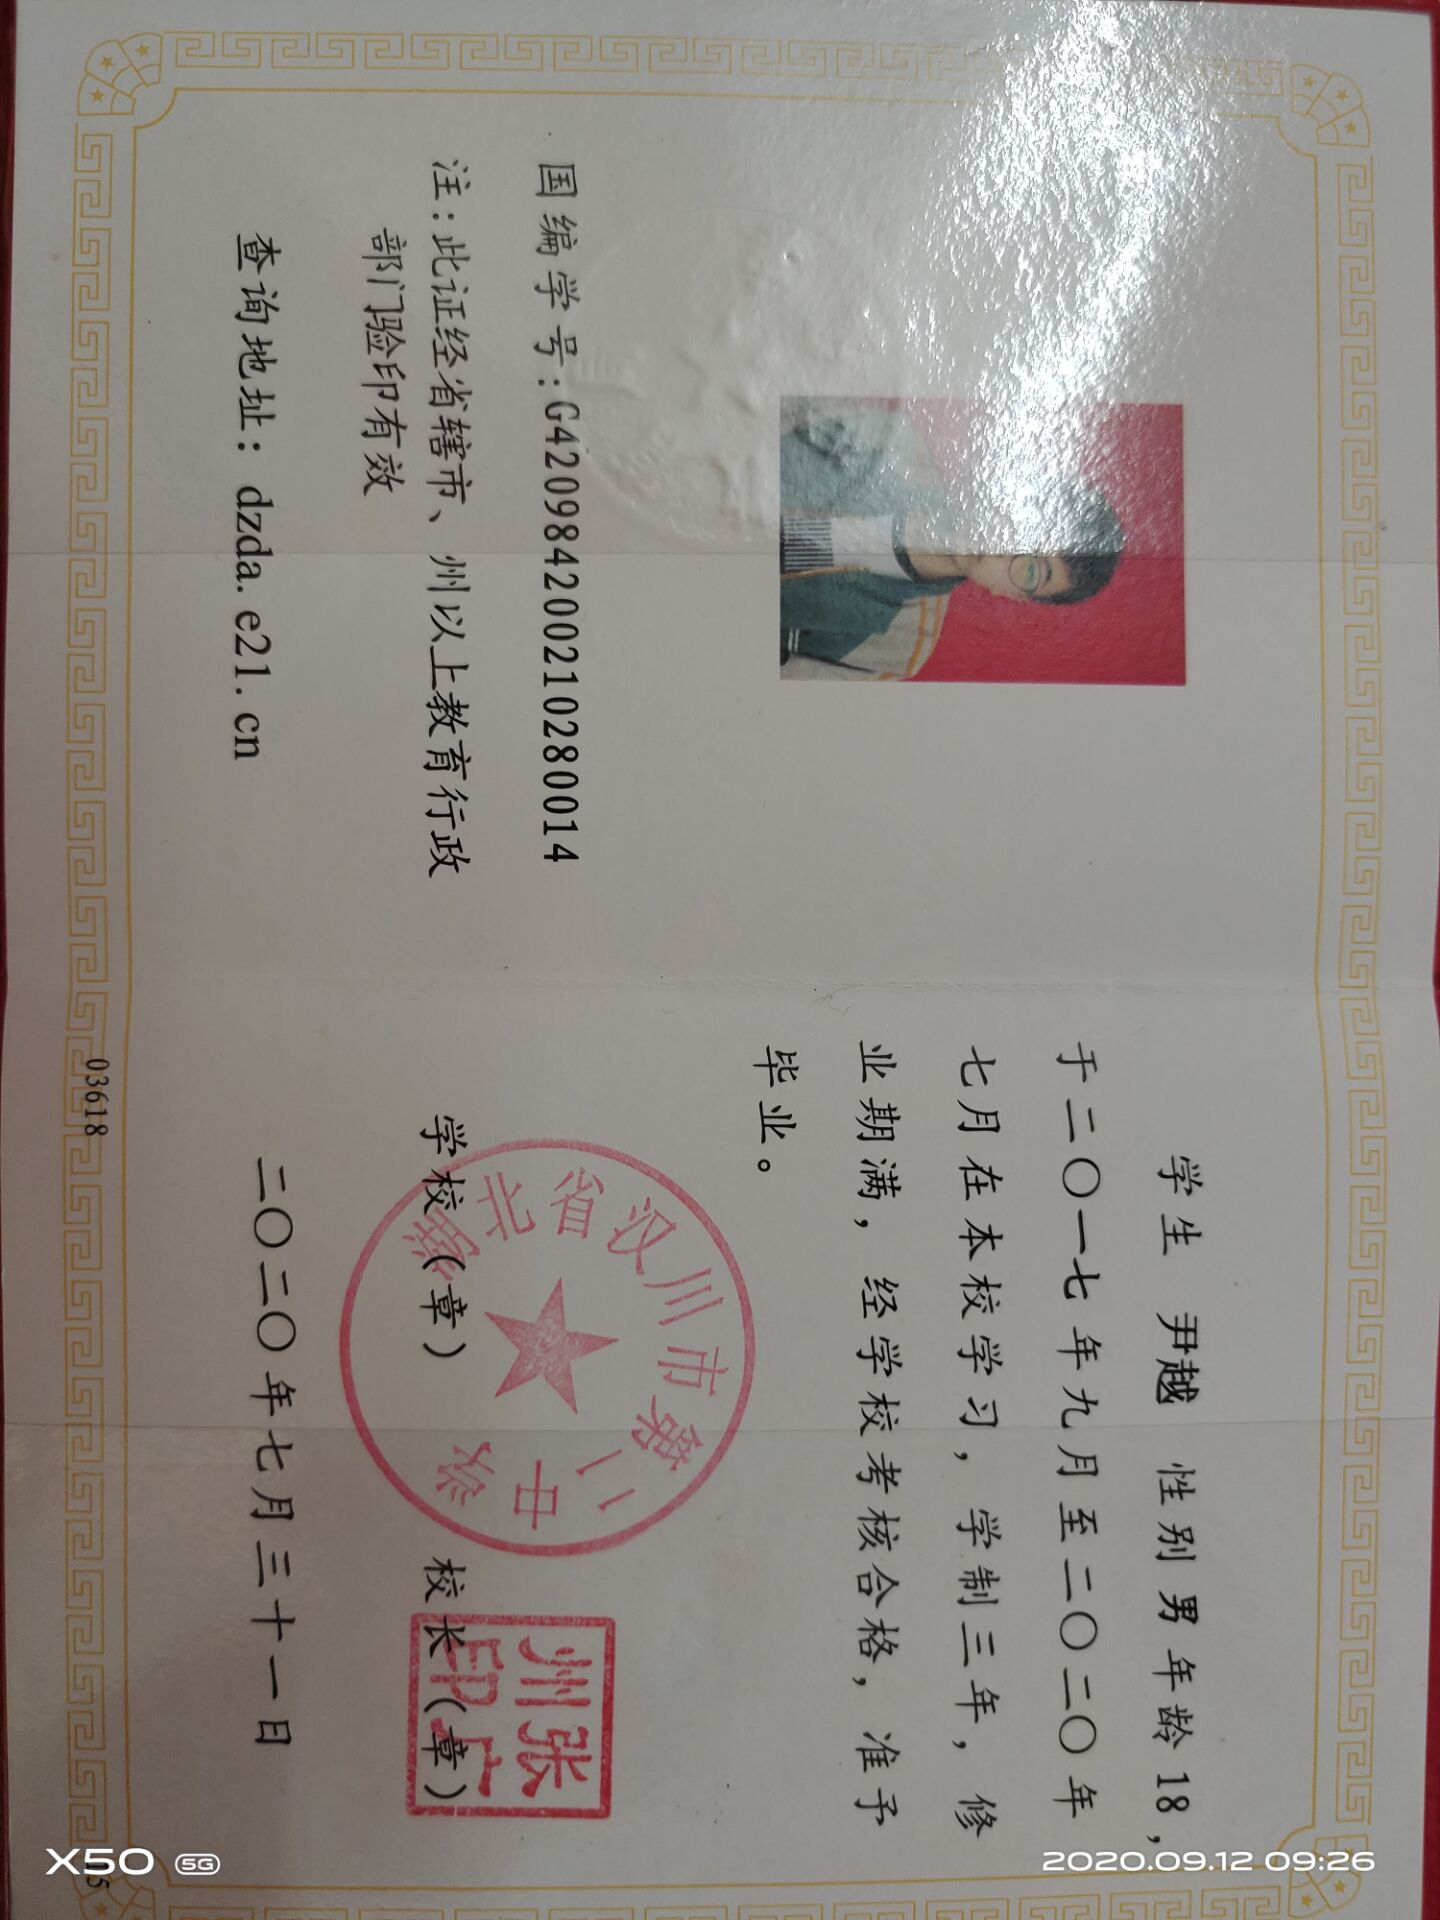 国编学号:G420984200210280014
注:此证经省辖市、州以上教育行政
部门验印有效
查询地址: dzda.e21.cn
学生 尹越 性别男年龄18,
于二〇一七年九月至二〇二〇年
七月在本校学习,学制三年,修
业期满,经学校考核合格,准予
毕业。
湖北省汉川市第二中学
学校(章)
校长(章)
张广州印
二〇二〇年七月三十一日
03618
15
X50 5G
2020.09.12 09:26